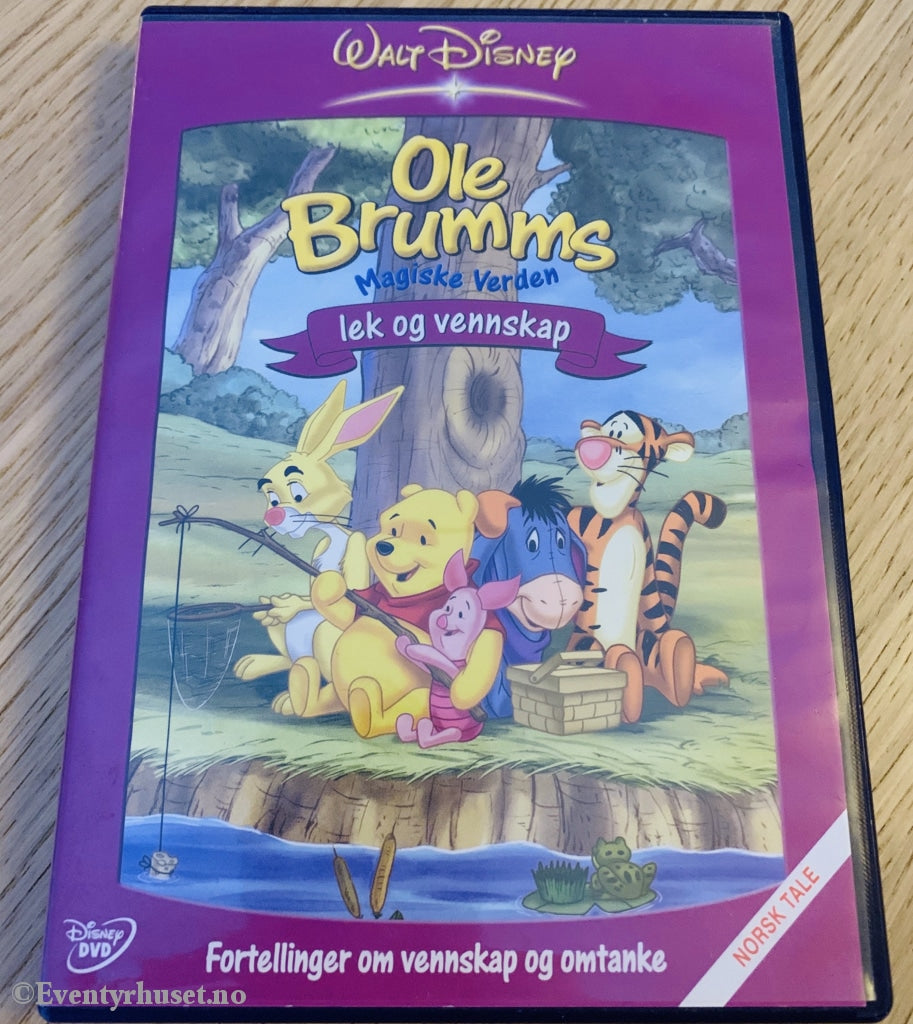 WALT DISNEY
Ole
Brumms
Magiske Verden
lek og vennskap
NORSK TALE
DISNEY
DVD
Fortellinger om vennskap og omtanke
©Eventyrhuset.no